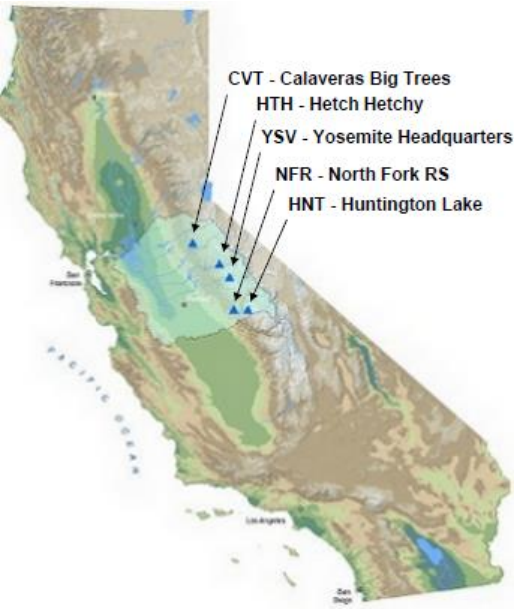 CVT - Calaveras Big Trees
HTH - Hetch Hetchy
YSV - Yosemite Headquarters
NFR - North Fork RS
HNT - Huntington Lake
San
Francisco
PACIFIC OCEAN
Los Angeles
San
Diego